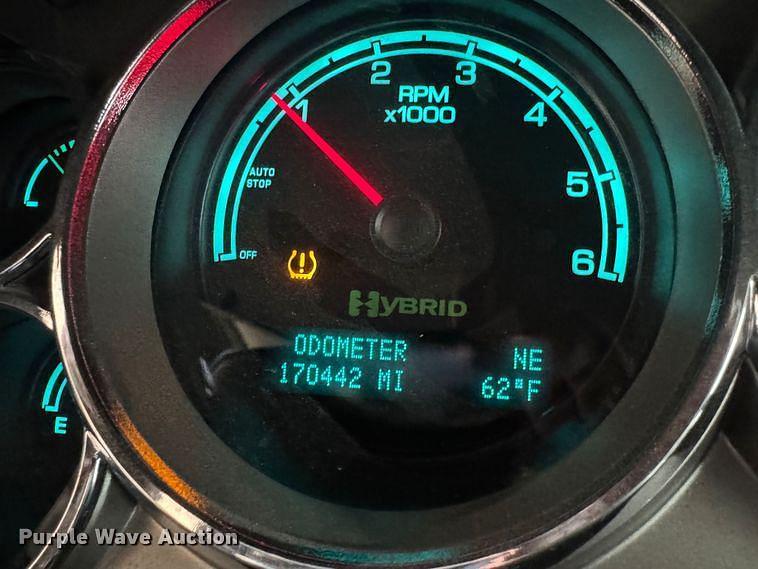 2 3
RPM
1 x1000 4
AUTO
STOP
5
OFF
6
HYBRID
ODOMETER NE
170442 MI 62°F
E
Purple Wave Auction